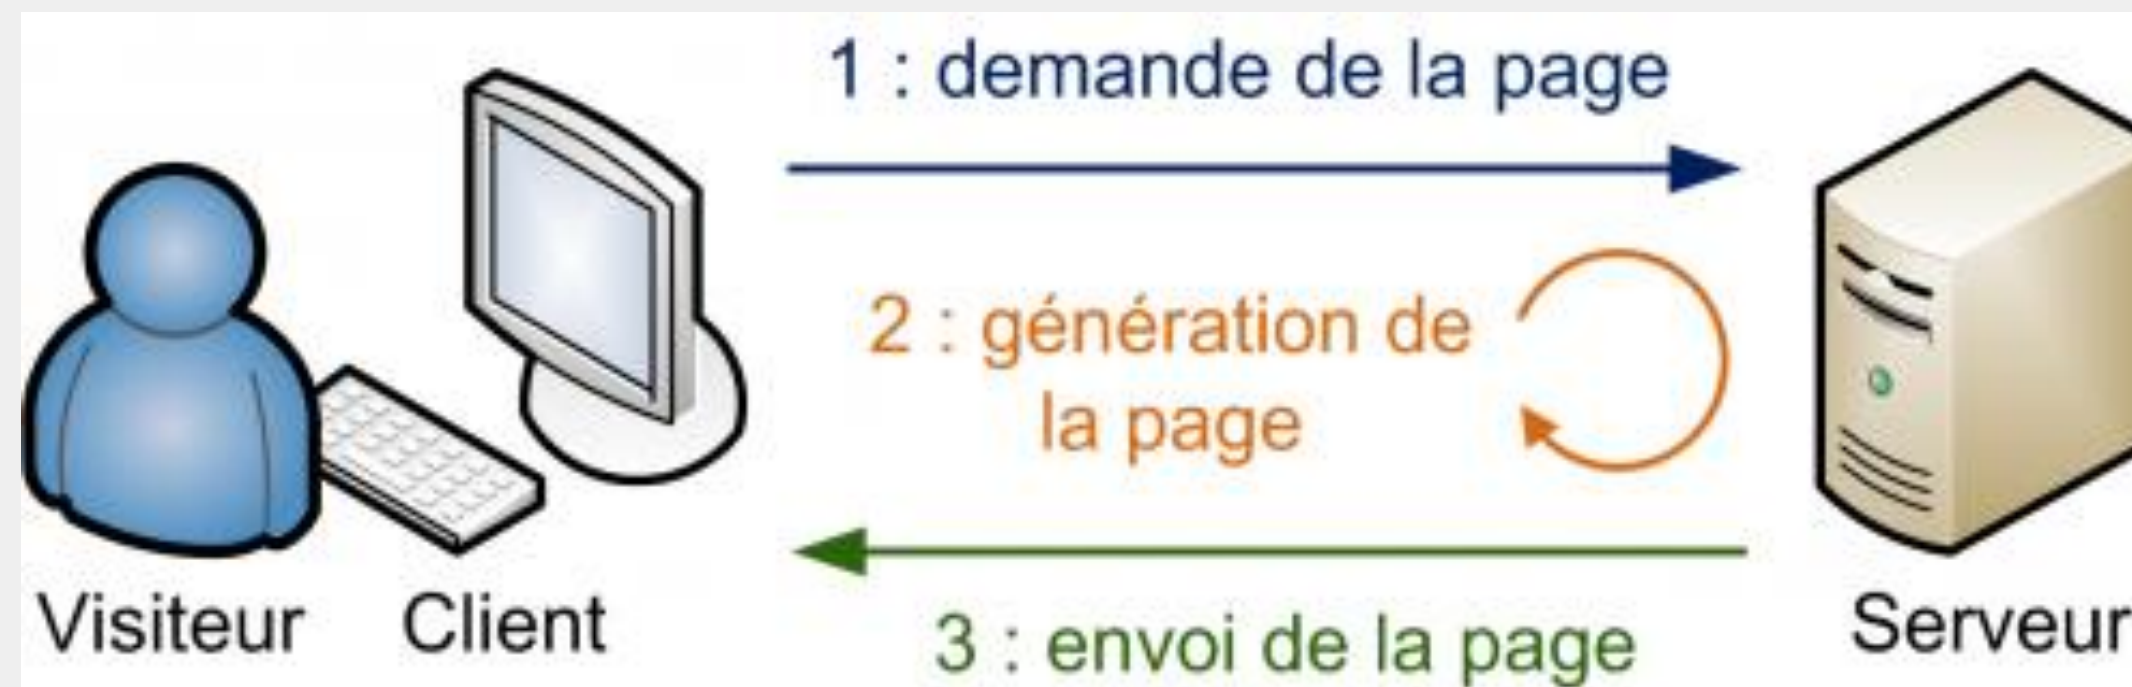 1 : demande de la page
2 : génération de
la page
3 : envoi de la page
Visiteur
Client
Serveur